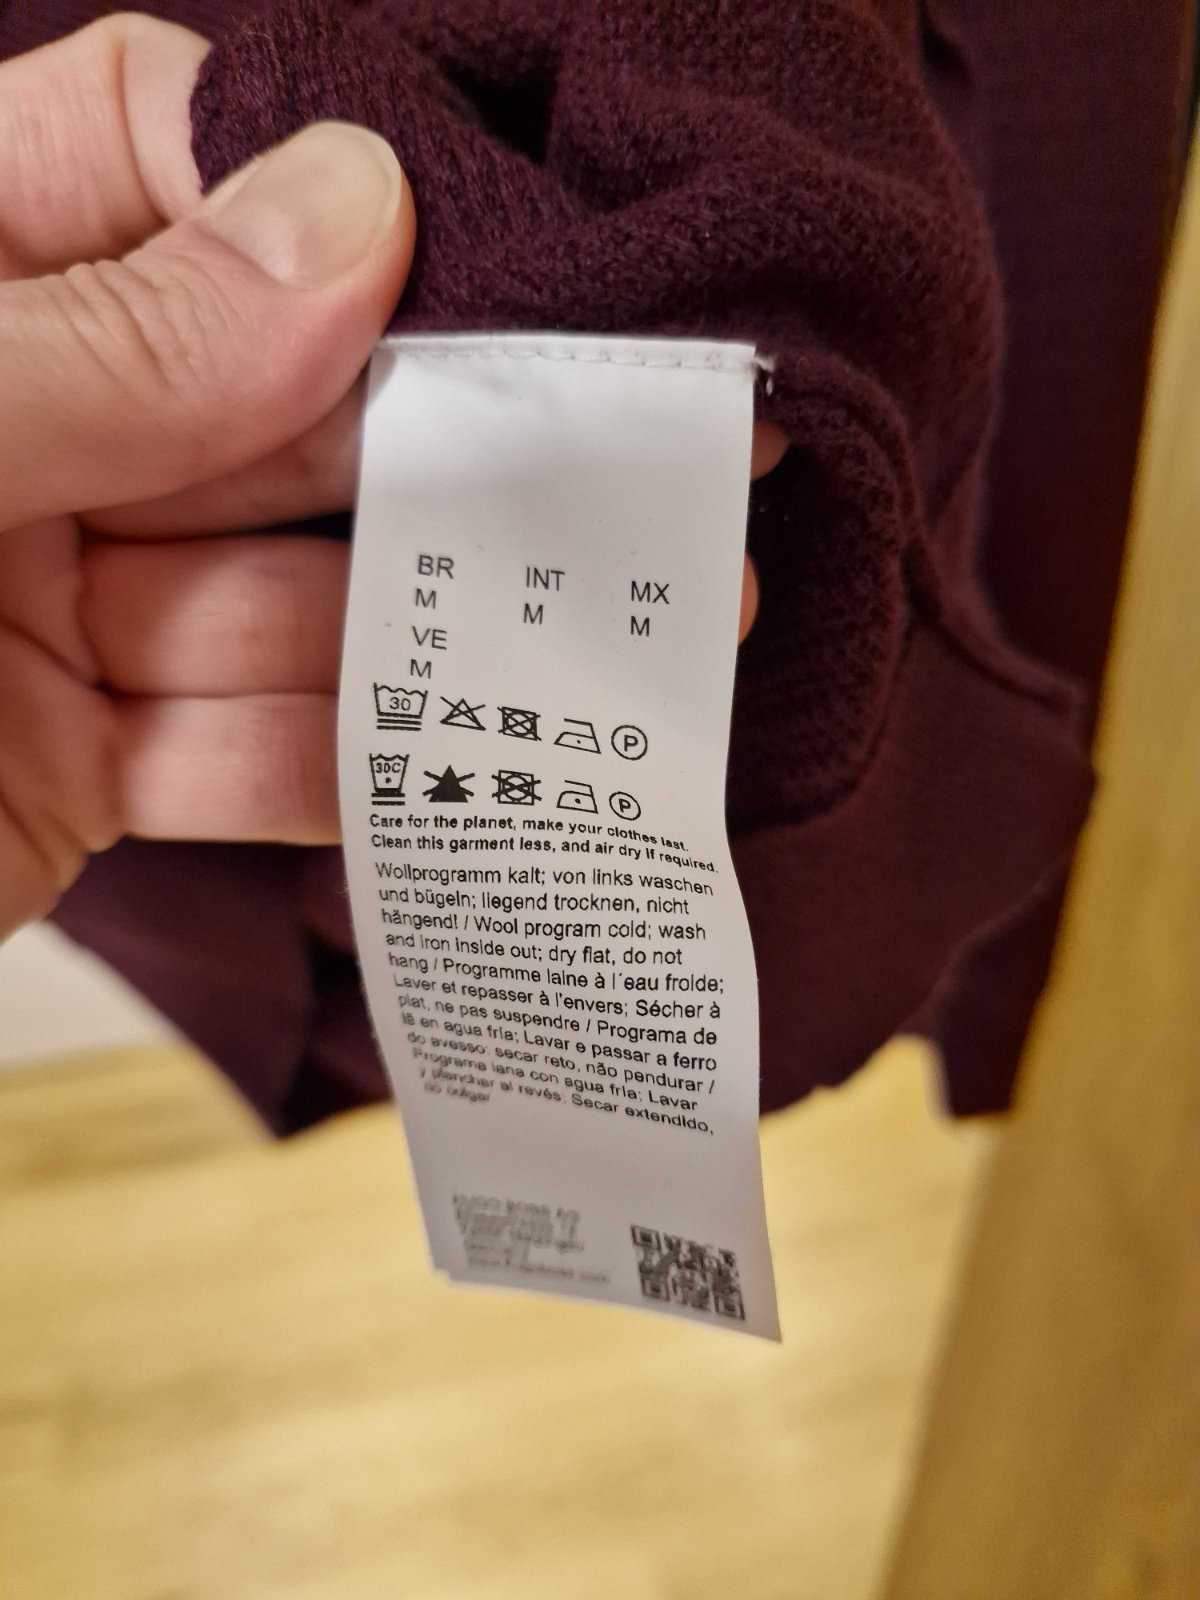 BR INT MX
M M M
VE
M
30 P
30C P
Care for the planet, make your clothes last.
Clean this garment less, and air dry if required.
Wollprogramm kalt; von links waschen
und bügeln; liegend trocknen, nicht
hängend! / Wool program cold; wash
and iron inside out; dry flat, do not
hang / Programme laine à l´eau froide;
Laver et repasser à l'envers; Sécher à
plat, ne pas suspendre / Programa de
lã en agua fria; Lavar e passar a ferro
do avesso; secar reto, não pendurar /
Programa lana con agua fria; Lavar
y planchar al revés. Secar extendido,
no colgar